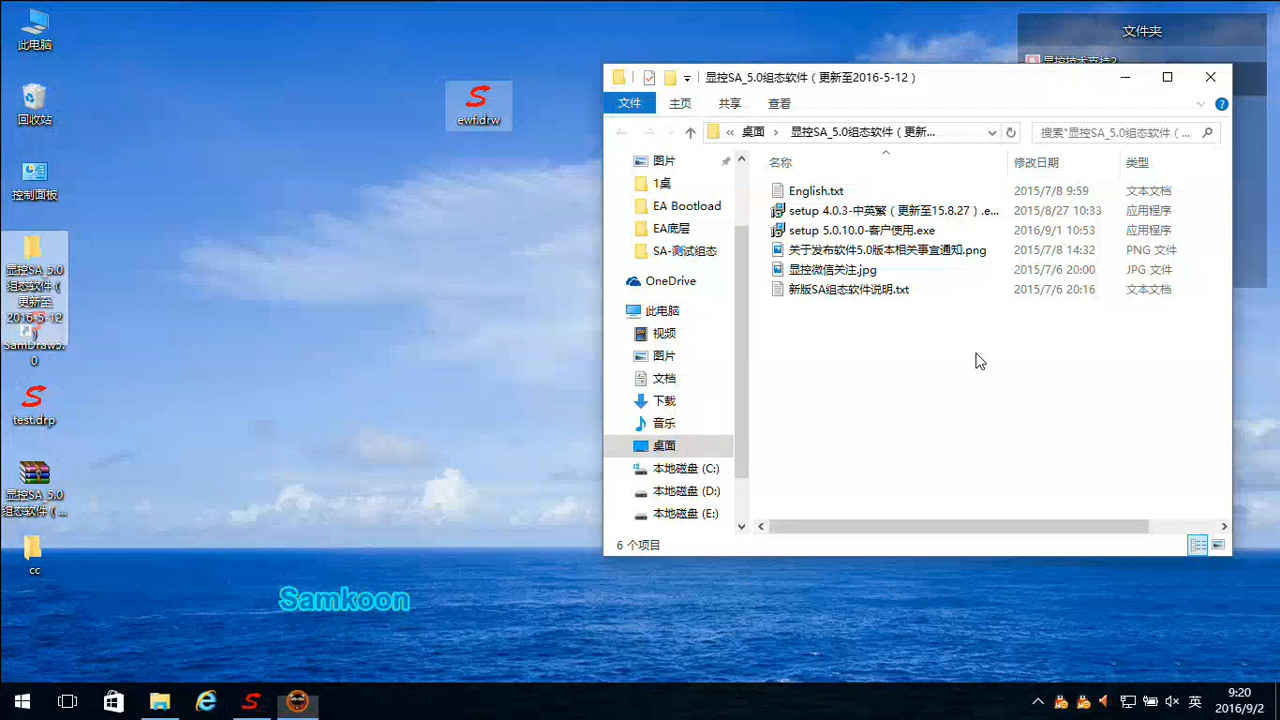 此电脑
回收站
控制面板
显控SA_5.0
组态软件（
更新至
2016-5-12
）
SamDraw5.
0
test.drp
显控SA_5.0
组态软件（...
cc
ewf.drw
Samkoon
文件夹
显控技术支持2
显控SA_5.0组态软件（更新至2016-5-12）
文件 主页 共享 查看
« 桌面 › 显控SA_5.0组态软件（更新... 搜索"显控SA_5.0组态软件（...
图片
1桌
EA Bootload
EA底层
SA-测试组态
OneDrive
此电脑
视频
图片
文档
下载
音乐
桌面
本地磁盘 (C:)
本地磁盘 (D:)
本地磁盘 (E:)
名称 修改日期 类型
English.txt 2015/7/8 9:59 文本文档
setup 4.0.3-中英繁（更新至15.8.27）.e... 2015/8/27 10:33 应用程序
setup 5.0.10.0-客户使用.exe 2016/9/1 10:53 应用程序
关于发布软件5.0版本相关事宜通知.png 2015/7/8 14:32 PNG 文件
显控微信关注.jpg 2015/7/6 20:00 JPG 文件
新版SA组态软件说明.txt 2015/7/6 20:16 文本文档
6 个项目
英
9:20
2016/9/2